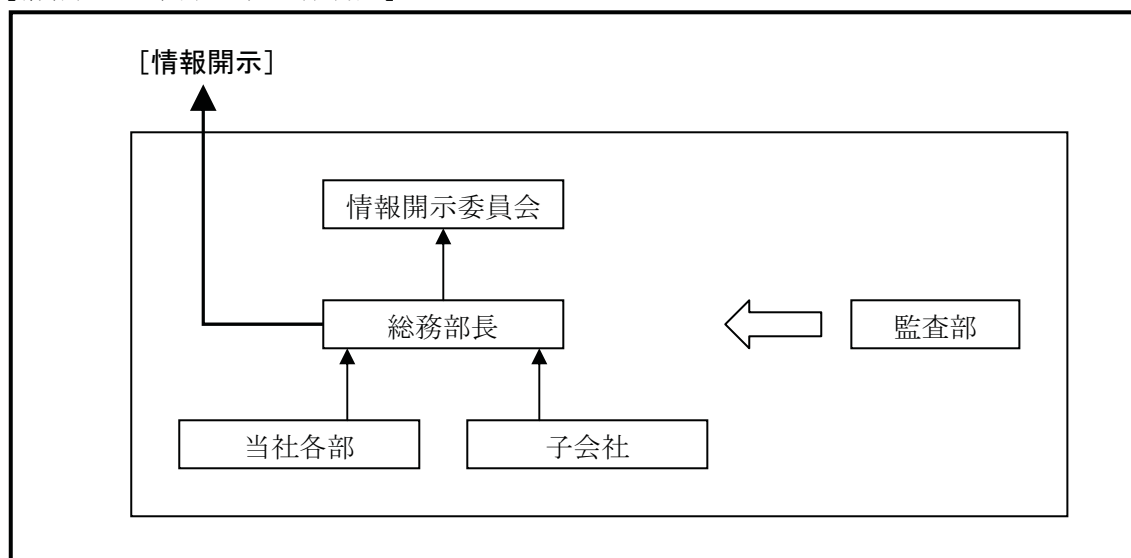 [情報開示]
情報開示委員会
総務部長
監査部
当社各部
子会社